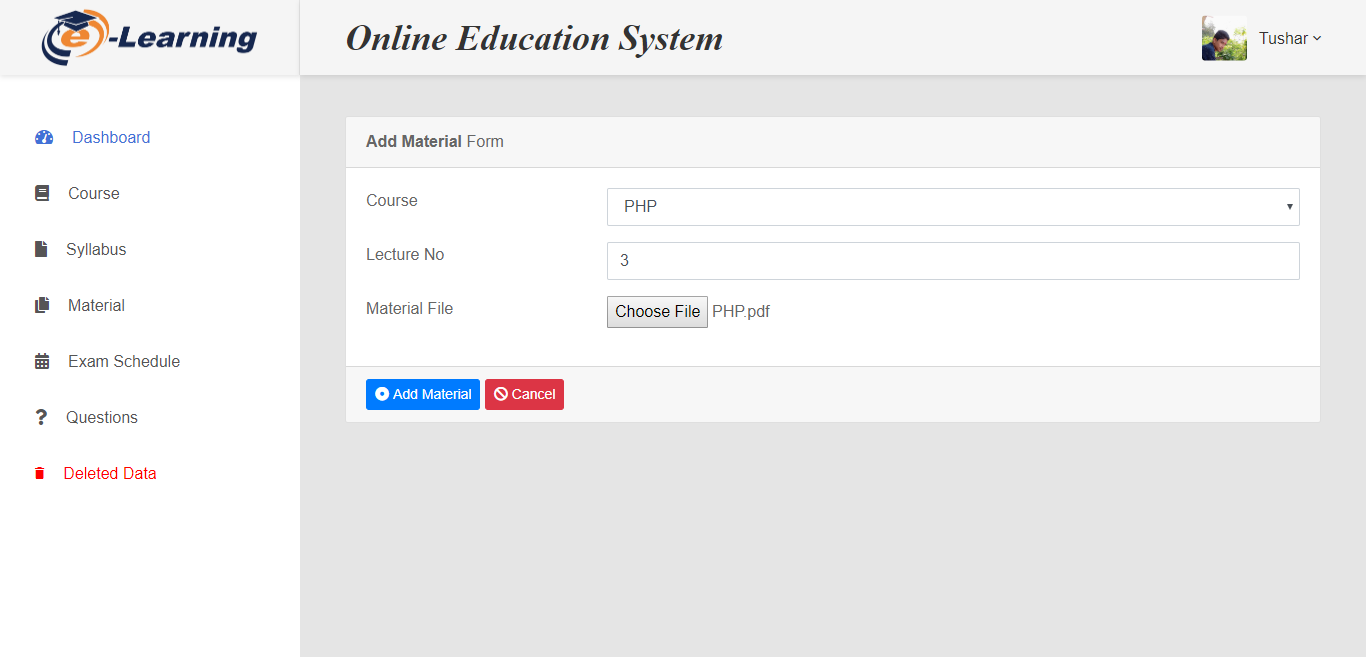 e-Learning
Online Education System
Tushar
Dashboard
Course
Syllabus
Material
Exam Schedule
Questions
Deleted Data
Add Material Form
Course
PHP
Lecture No
3
Material File
Choose File PHP.pdf
Add Material Cancel